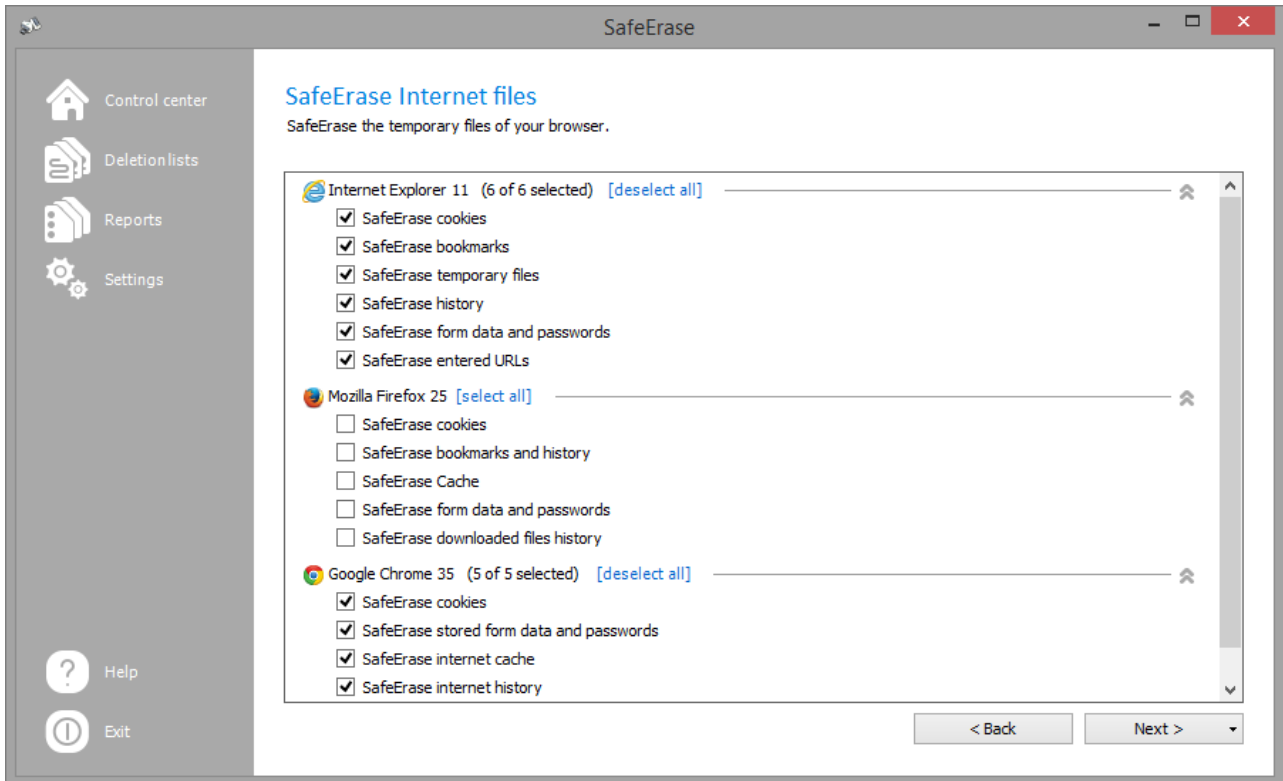 SafeErase
Control center
Deletion lists
Reports
Settings
Help
Exit
SafeErase Internet files
SafeErase the temporary files of your browser.
Internet Explorer 11 (6 of 6 selected) [deselect all]
SafeErase cookies
SafeErase bookmarks
SafeErase temporary files
SafeErase history
SafeErase form data and passwords
SafeErase entered URLs
Mozilla Firefox 25 [select all]
SafeErase cookies
SafeErase bookmarks and history
SafeErase Cache
SafeErase form data and passwords
SafeErase downloaded files history
Google Chrome 35 (5 of 5 selected) [deselect all]
SafeErase cookies
SafeErase stored form data and passwords
SafeErase internet cache
SafeErase internet history
< Back Next >